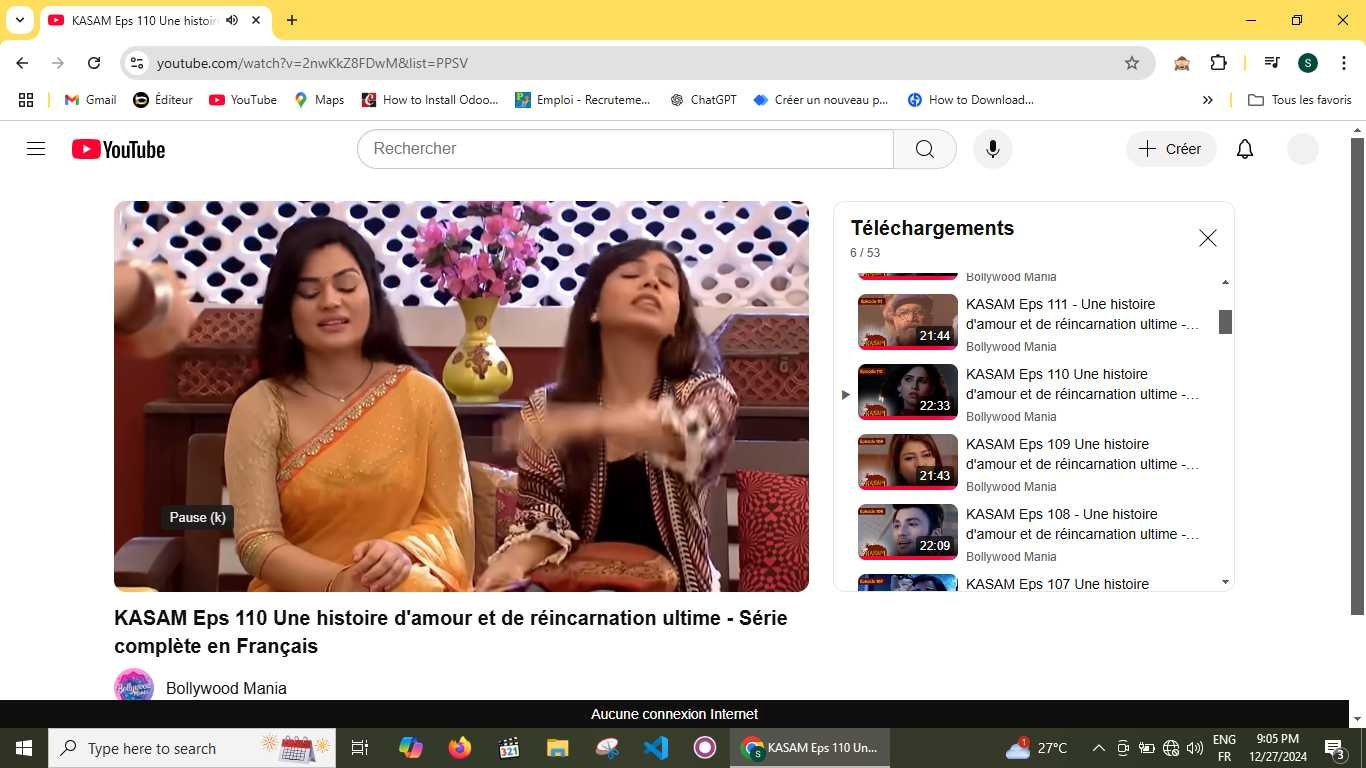 KASAM Eps 110 Une histoir
youtube.com/watch?v=2nwKkZ8FDwM&list=PPSV
S
Gmail
Éditeur
YouTube
Maps
How to Install Odoo...
Emploi - Recruteme...
ChatGPT
Créer un nouveau p...
How to Download...
Tous les favoris
YouTube
Rechercher
Créer
Pause (k)
KASAM Eps 110 Une histoire d'amour et de réincarnation ultime - Série
complète en Français
Bollywood Mania
Téléchargements
6 / 53
Bollywood Mania
21:44
KASAM Eps 111 - Une histoire
d'amour et de réincarnation ultime -...
Bollywood Mania
22:33
KASAM Eps 110 Une histoire
d'amour et de réincarnation ultime -...
Bollywood Mania
21:43
KASAM Eps 109 Une histoire
d'amour et de réincarnation ultime -...
Bollywood Mania
22:09
KASAM Eps 108 - Une histoire
d'amour et de réincarnation ultime -...
Bollywood Mania
KASAM Eps 107 Une histoire
Aucune connexion Internet
Type here to search
KASAM Eps 110 Un...
27°C
ENG
FR
9:05 PM
12/27/2024
3